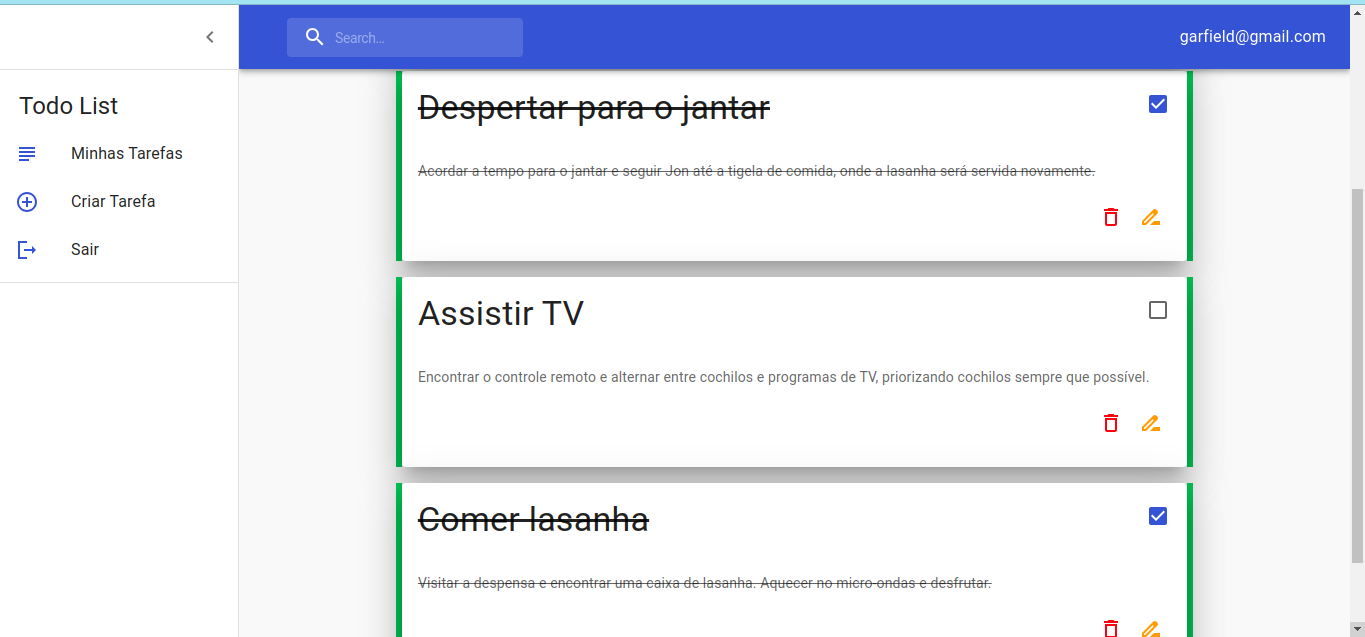 Search...
garfield@gmail.com
Todo List
Minhas Tarefas
Criar Tarefa
Sair
Despertar para o jantar
Acordar a tempo para o jantar e seguir Jon até a tigela de comida, onde a lasanha será servida novamente.
Assistir TV
Encontrar o controle remoto e alternar entre cochilos e programas de TV, priorizando cochilos sempre que possível.
Comer lasanha
Visitar a despensa e encontrar uma caixa de lasanha. Aquecer no micro-ondas e desfrutar.